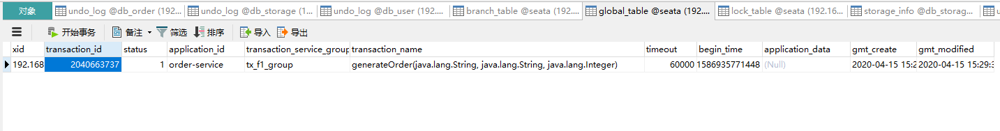 对象 undo_log @db_order (192.... undo_log @db_storage (1... undo_log @db_user (192.... branch_table @seata (192.... global_table @seata (192.... lock_table @seata (192.16... storage_info @db_storag... u
开始事务 备注 筛选 排序 导入 导出
xid transaction_id status application_id transaction_service_group transaction_name timeout begin_time application_data gmt_create gmt_modified
192.168 2040663737 1 order-service tx_f1_group generateOrder(java.lang.String, java.lang.String, java.lang.Integer) 60000 1586935771448 (Null) 2020-04-15 15:2 2020-04-15 15:29:3